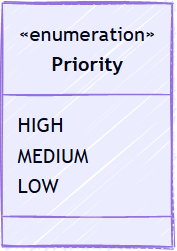 «enumeration»
Priority
HIGH
MEDIUM
LOW